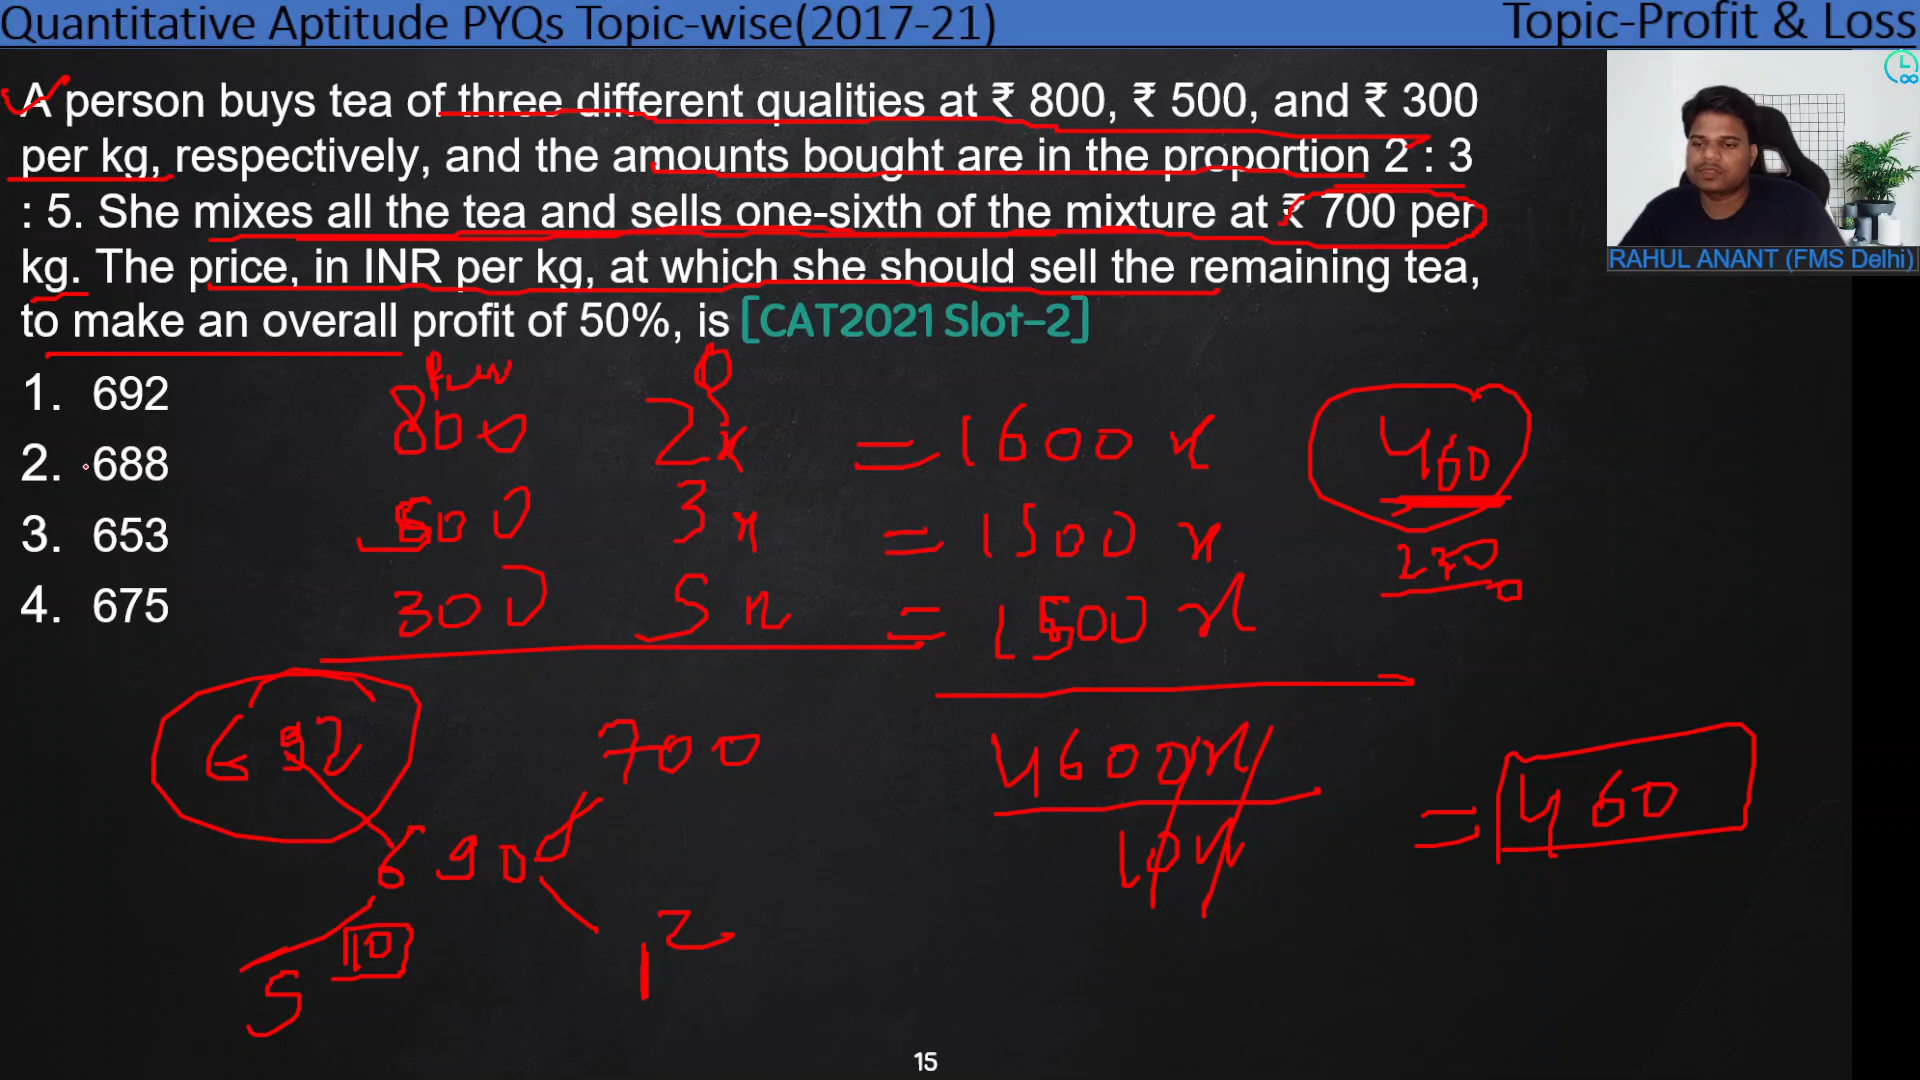 Quantitative Aptitude PYQs Topic-wise(2017-21)
Topic-Profit & Loss
A person buys tea of three different qualities at ₹ 800, ₹ 500, and ₹ 300
per kg, respectively, and the amounts bought are in the proportion 2 : 3
: 5. She mixes all the tea and sells one-sixth of the mixture at ₹ 700 per
kg. The price, in INR per kg, at which she should sell the remaining tea,
to make an overall profit of 50%, is [CAT2021 Slot-2]
RAHUL ANANT (FMS Delhi)
1. 692
2. 688
3. 653
4. 675
800 2x = 1600 x
500 3x = 1500 x
300 5x = 1500 x
460
230
692 700
690
10
5
12
4600x
10x
= 460
15